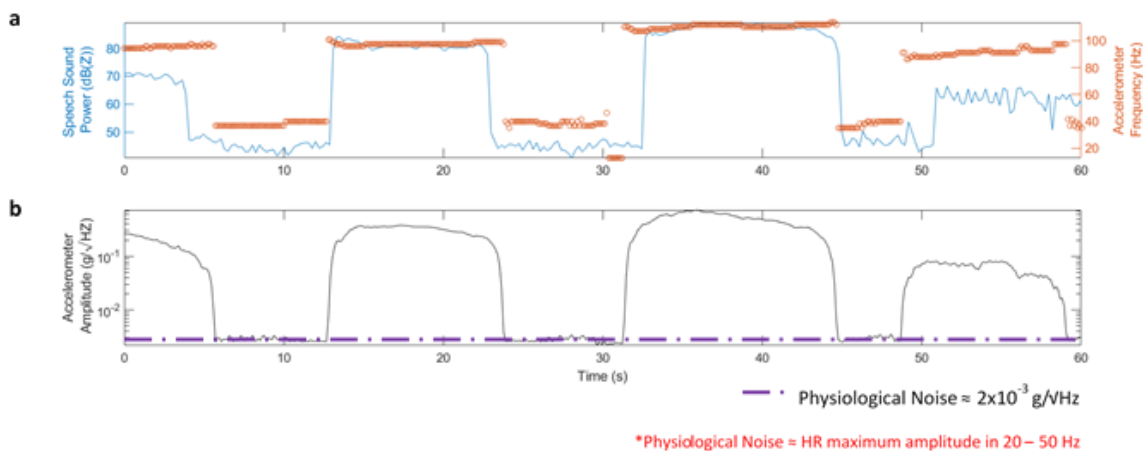 a
Speech Sound
Power (dB(Z)
80
70
60
50
0
10
20
30
40
50
60
100
80
60
40
20
Accelerometer
Frequency (Hz)
b
Accelerometer
Amplitude (g/√HZ)
10-1
10-2
0
10
20
30
40
50
60
Time (s)
Physiological Noise ≈ 2x10-3 g/√Hz
*Physiological Noise ≈ HR maximum amplitude in 20 – 50 Hz